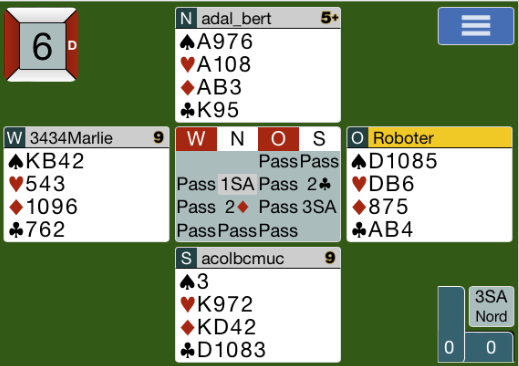 N adal_bert 5+
♠A976
♥A108
♦AB3
♣K95
6 D
W 3434Marlie 9
♠KB42
♥543
♦1096
♣762
W N O S
Pass Pass
Pass 1SA Pass 2♣
Pass 2♦ Pass 3SA
Pass Pass Pass
O Roboter
♠D1085
♥DB6
♦875
♣AB4
S acolbcmuc 9
♠3
♥K972
♦KD42
♣D1083
3SA
Nord
0 0